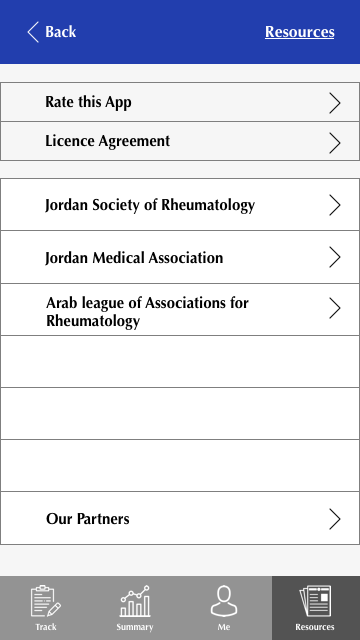 Back
Resources
Rate this App
Licence Agreement
Jordan Society of Rheumatology
Jordan Medical Association
Arab league of Associations for
Rheumatology
Our Partners
Track
Summary
Me
Resources